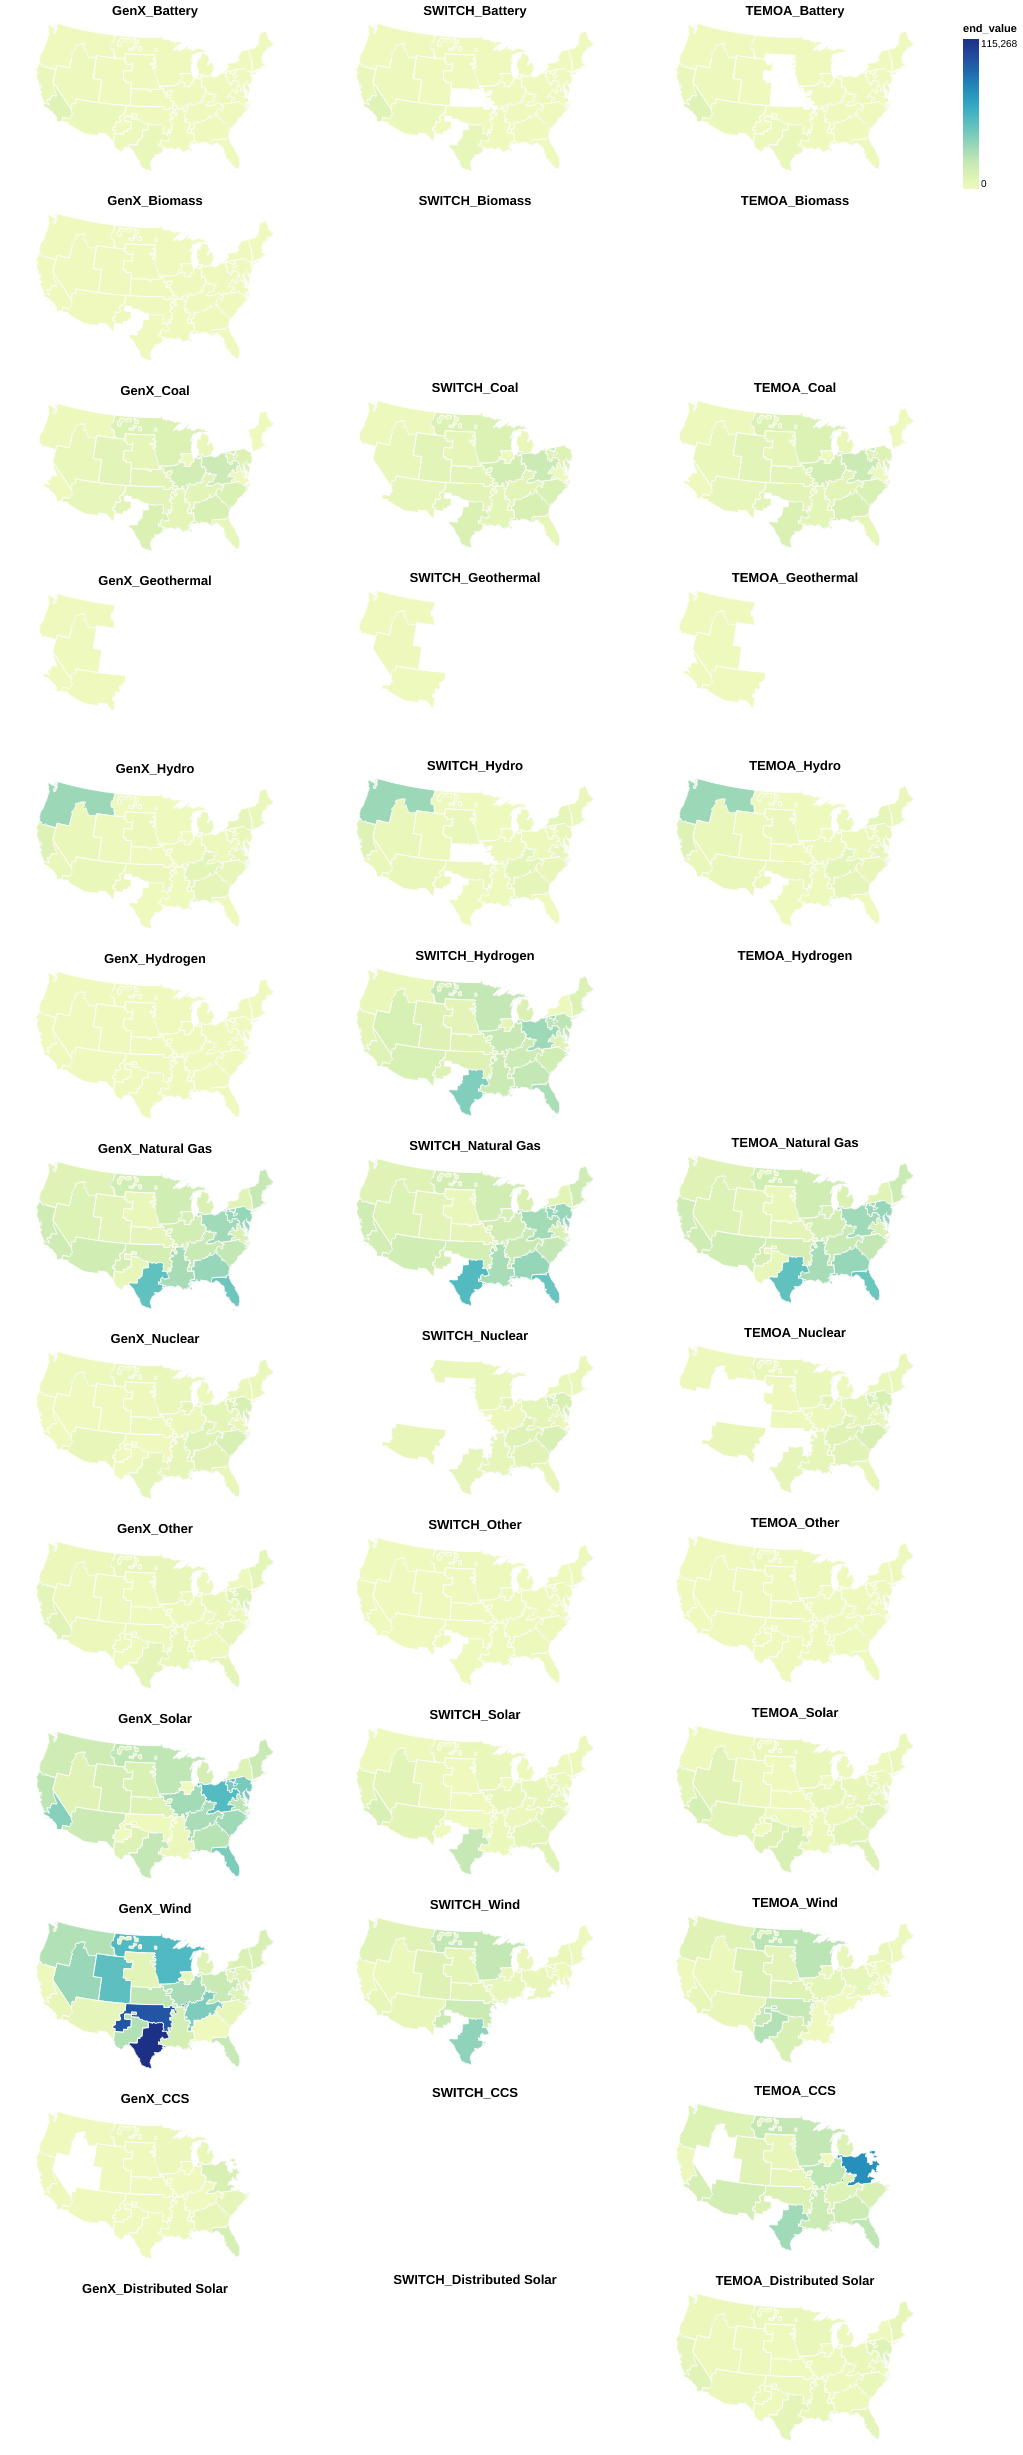 GenX_Battery
SWITCH_Battery
TEMOA_Battery
end_value
115,268
0
GenX_Biomass
SWITCH_Biomass
TEMOA_Biomass
GenX_Coal
SWITCH_Coal
TEMOA_Coal
GenX_Geothermal
SWITCH_Geothermal
TEMOA_Geothermal
GenX_Hydro
SWITCH_Hydro
TEMOA_Hydro
GenX_Hydrogen
SWITCH_Hydrogen
TEMOA_Hydrogen
GenX_Natural Gas
SWITCH_Natural Gas
TEMOA_Natural Gas
GenX_Nuclear
SWITCH_Nuclear
TEMOA_Nuclear
GenX_Other
SWITCH_Other
TEMOA_Other
GenX_Solar
SWITCH_Solar
TEMOA_Solar
GenX_Wind
SWITCH_Wind
TEMOA_Wind
GenX_CCS
SWITCH_CCS
TEMOA_CCS
GenX_Distributed Solar
SWITCH_Distributed Solar
TEMOA_Distributed Solar